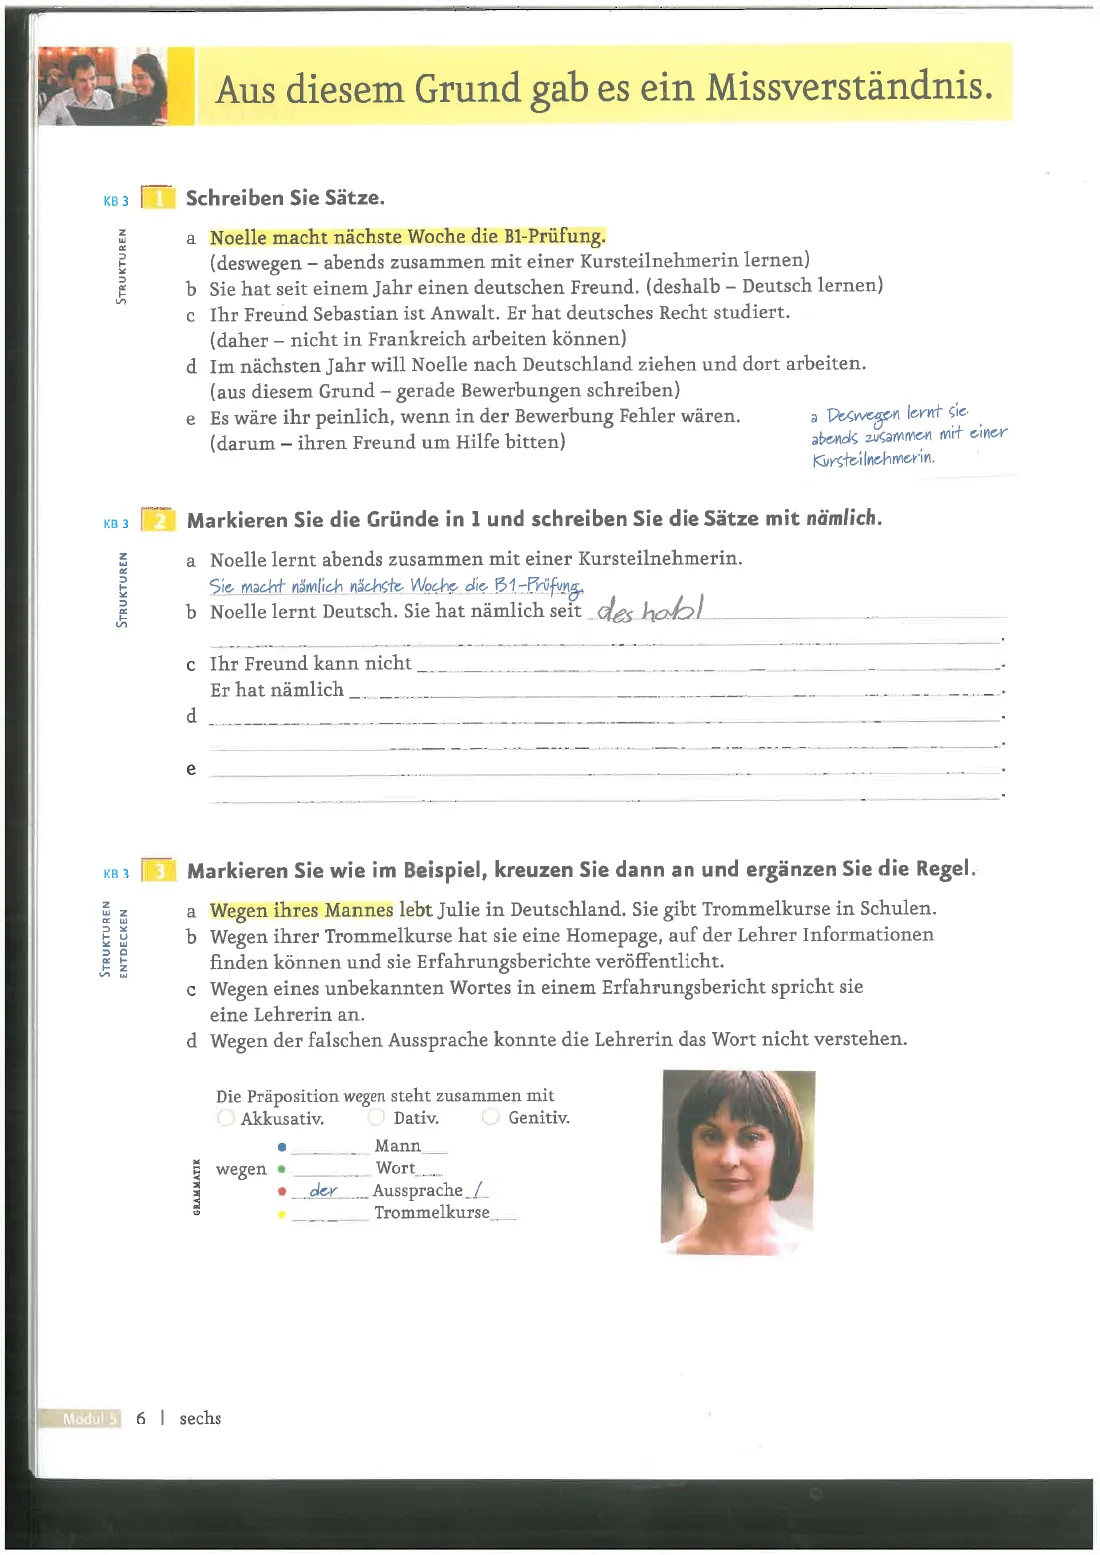 Aus diesem Grund gab es ein Missverständnis.
KB 3 1 Schreiben Sie Sätze.
STRUKTUREN
a Noelle macht nächste Woche die B1-Prüfung.
(deswegen – abends zusammen mit einer Kursteilnehmerin lernen)
b Sie hat seit einem Jahr einen deutschen Freund. (deshalb – Deutsch lernen)
c Ihr Freund Sebastian ist Anwalt. Er hat deutsches Recht studiert.
(daher – nicht in Frankreich arbeiten können)
d Im nächsten Jahr will Noelle nach Deutschland ziehen und dort arbeiten.
(aus diesem Grund – gerade Bewerbungen schreiben)
e Es wäre ihr peinlich, wenn in der Bewerbung Fehler wären.
(darum – ihren Freund um Hilfe bitten)
a Deswegen lernt sie
abends zusammen mit einer
Kursteilnehmerin.
KB 3 2 Markieren Sie die Gründe in 1 und schreiben Sie die Sätze mit nämlich.
STRUKTUREN
a Noelle lernt abends zusammen mit einer Kursteilnehmerin.
Sie macht nämlich nächste Woche die B1-Prüfung.
b Noelle lernt Deutsch. Sie hat nämlich seit deshabl
.
c Ihr Freund kann nicht .
Er hat nämlich .
d .
.
e .
.
KB 3 3 Markieren Sie wie im Beispiel, kreuzen Sie dann an und ergänzen Sie die Regel.
STRUKTUREN
ENTDECKEN
a Wegen ihres Mannes lebt Julie in Deutschland. Sie gibt Trommelkurse in Schulen.
b Wegen ihrer Trommelkurse hat sie eine Homepage, auf der Lehrer Informationen
finden können und sie Erfahrungsberichte veröffentlicht.
c Wegen eines unbekannten Wortes in einem Erfahrungsbericht spricht sie
eine Lehrerin an.
d Wegen der falschen Aussprache konnte die Lehrerin das Wort nicht verstehen.
Die Präposition wegen steht zusammen mit
Akkusativ. Dativ. Genitiv.
GRAMMATIK
Mann
wegen Wort
der Aussprache /
Trommelkurse
Modul 5 6 | sechs